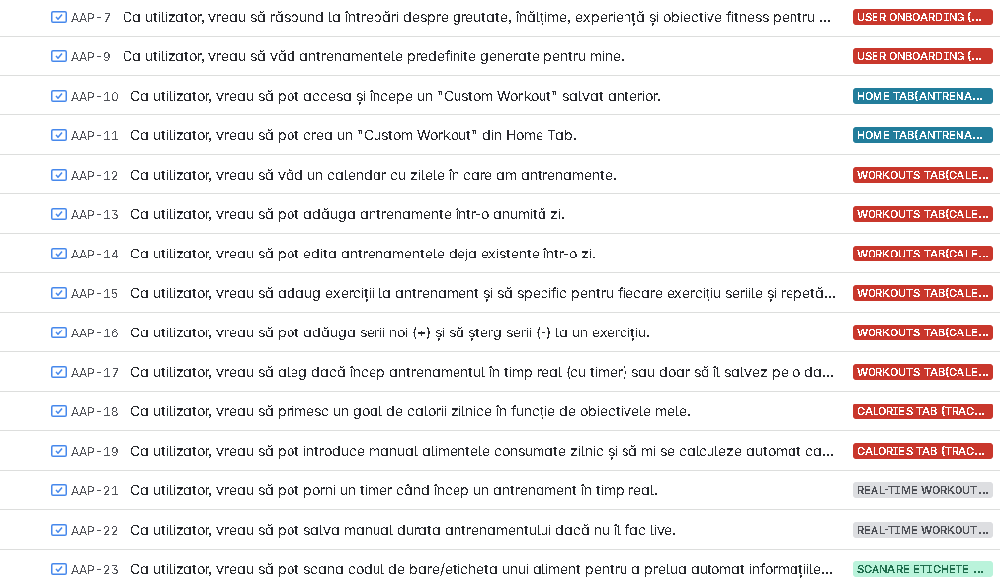 AAP-7 Ca utilizator, vreau să răspund la întrebări despre greutate, înălțime, experiență și obiective fitness pentru ... USER ONBOARDING (...
AAP-9 Ca utilizator, vreau să văd antrenamentele predefinite generate pentru mine. USER ONBOARDING (...
AAP-10 Ca utilizator, vreau să pot accesa și începe un "Custom Workout" salvat anterior. HOME TAB(ANTRENA...
AAP-11 Ca utilizator, vreau să pot crea un "Custom Workout" din Home Tab. HOME TAB(ANTRENA...
AAP-12 Ca utilizator, vreau să văd un calendar cu zilele în care am antrenamente. WORKOUTS TAB(CALE...
AAP-13 Ca utilizator, vreau să pot adăuga antrenamente într-o anumită zi. WORKOUTS TAB(CALE...
AAP-14 Ca utilizator, vreau să pot edita antrenamentele deja existente într-o zi. WORKOUTS TAB(CALE...
AAP-15 Ca utilizator, vreau să adaug exerciții la antrenament și să specific pentru fiecare exercițiu seriile și repetă... WORKOUTS TAB(CALE...
AAP-16 Ca utilizator, vreau să pot adăuga serii noi (+) și să șterg serii (-) la un exercițiu. WORKOUTS TAB(CALE...
AAP-17 Ca utilizator, vreau să aleg dacă încep antrenamentul în timp real (cu timer) sau doar să îl salvez pe o da... WORKOUTS TAB(CALE...
AAP-18 Ca utilizator, vreau să primesc un goal de calorii zilnice în funcție de obiectivele mele. CALORIES TAB (TRAC...
AAP-19 Ca utilizator, vreau să pot introduce manual alimentele consumate zilnic și să mi se calculeze automat ca... CALORIES TAB (TRAC...
AAP-21 Ca utilizator, vreau să pot porni un timer când încep un antrenament în timp real. REAL-TIME WORKOUT...
AAP-22 Ca utilizator, vreau să pot salva manual durata antrenamentului dacă nu îl fac live. REAL-TIME WORKOUT...
AAP-23 Ca utilizator, vreau să pot scana codul de bare/eticheta unui aliment pentru a prelua automat informațiile... SCANARE ETICHETE ...